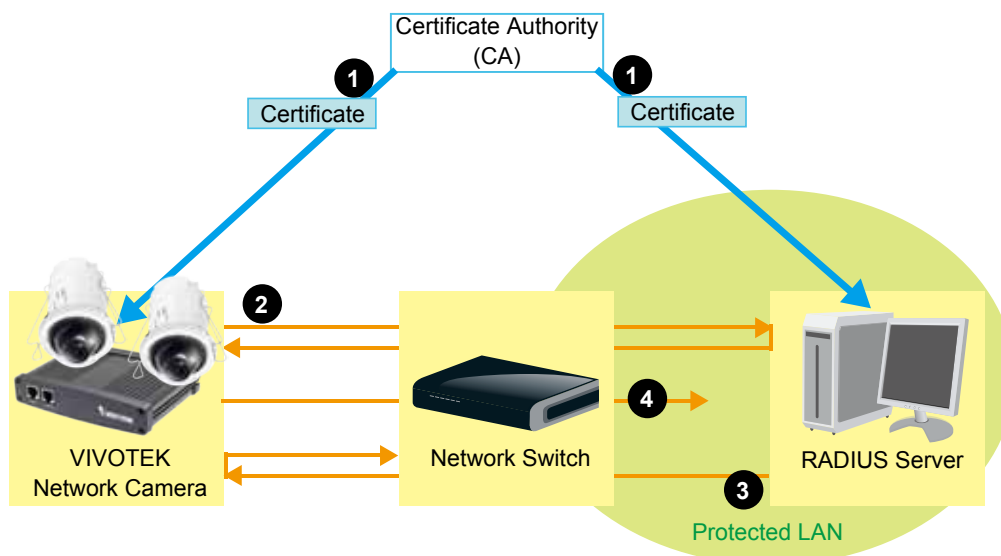 Certificate Authority
(CA)
1
1
Certificate
Certificate
2
4
VIVOTEK
Network Camera
Network Switch
RADIUS Server
3
Protected LAN